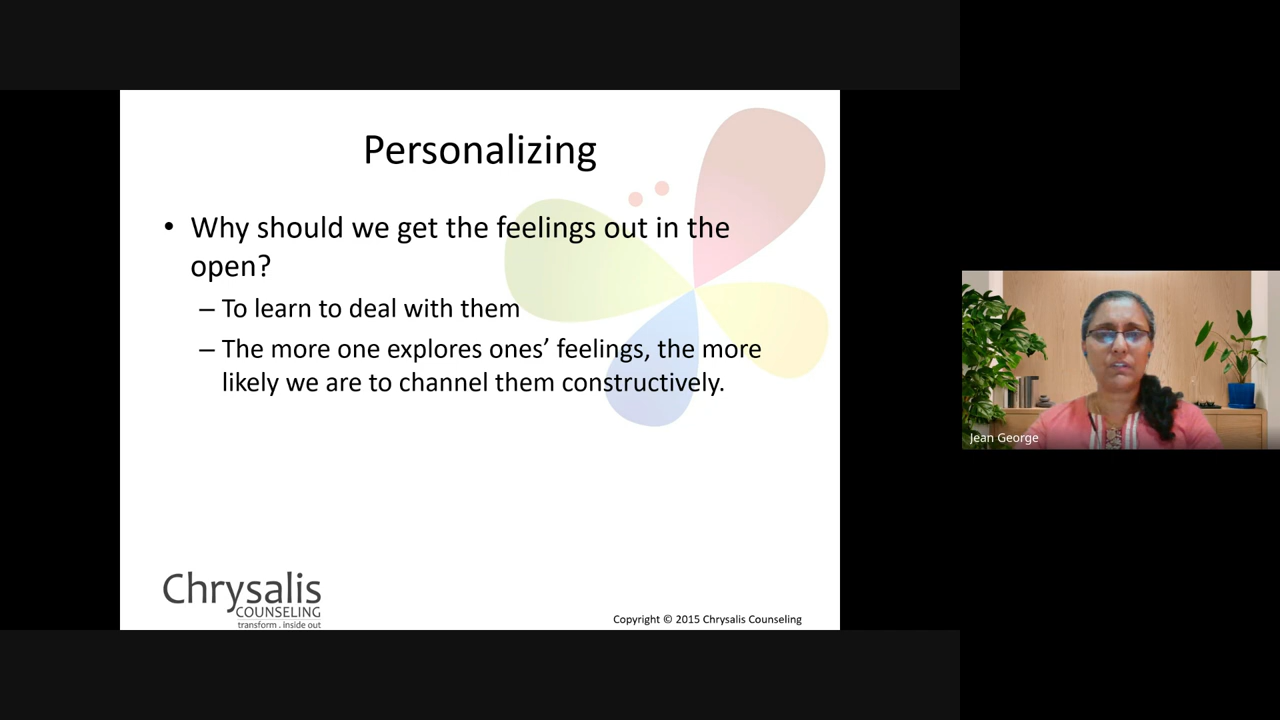 Personalizing
• Why should we get the feelings out in the
open?
– To learn to deal with them
– The more one explores ones’ feelings, the more
likely we are to channel them constructively.
Chrysalis
COUNSELING
transform . inside out
Copyright © 2015 Chrysalis Counseling
Jean George